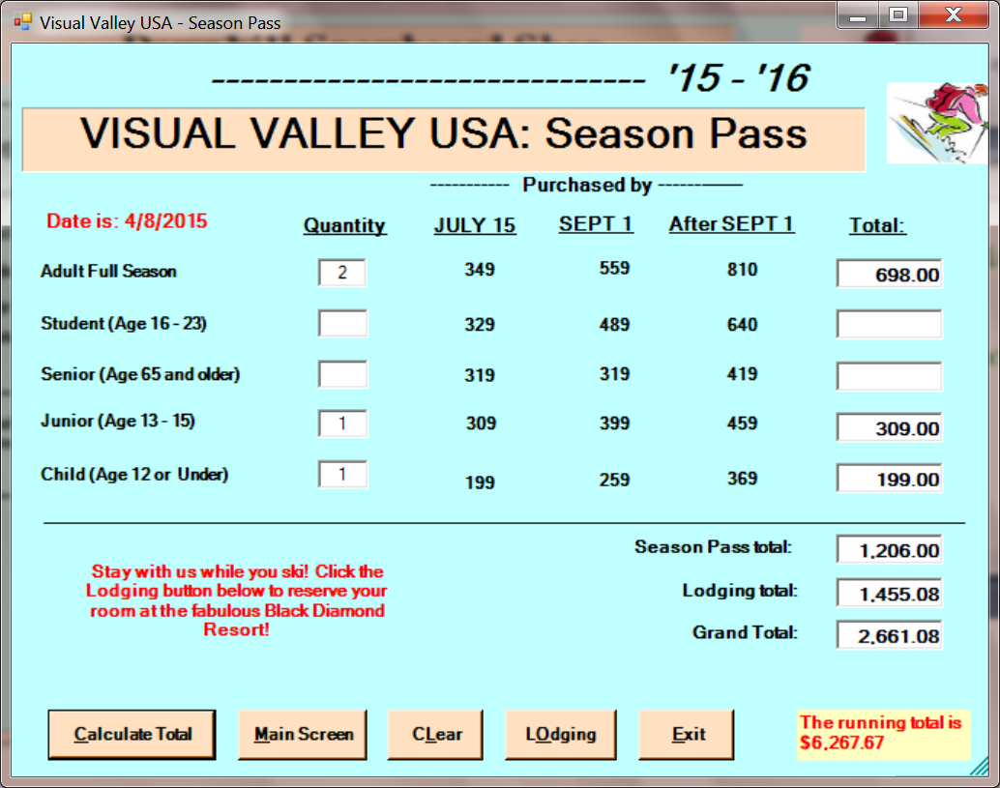 Visual Valley USA - Season Pass
------------------------------- '15 - '16
VISUAL VALLEY USA: Season Pass
----------- Purchased by -----------
Date is: 4/8/2015 Quantity JULY 15 SEPT 1 After SEPT 1 Total:
Adult Full Season 2 349 559 810 698.00
Student (Age 16 - 23) 329 489 640
Senior (Age 65 and older) 319 319 419
Junior (Age 13 - 15) 1 309 399 459 309.00
Child (Age 12 or Under) 1 199 259 369 199.00
Season Pass total: 1,206.00
Stay with us while you ski! Click the
Lodging button below to reserve your
room at the fabulous Black Diamond
Resort!
Lodging total: 1,455.08
Grand Total: 2,661.08
Calculate Total Main Screen CLear LOdging Exit
The running total is
$6,267.67